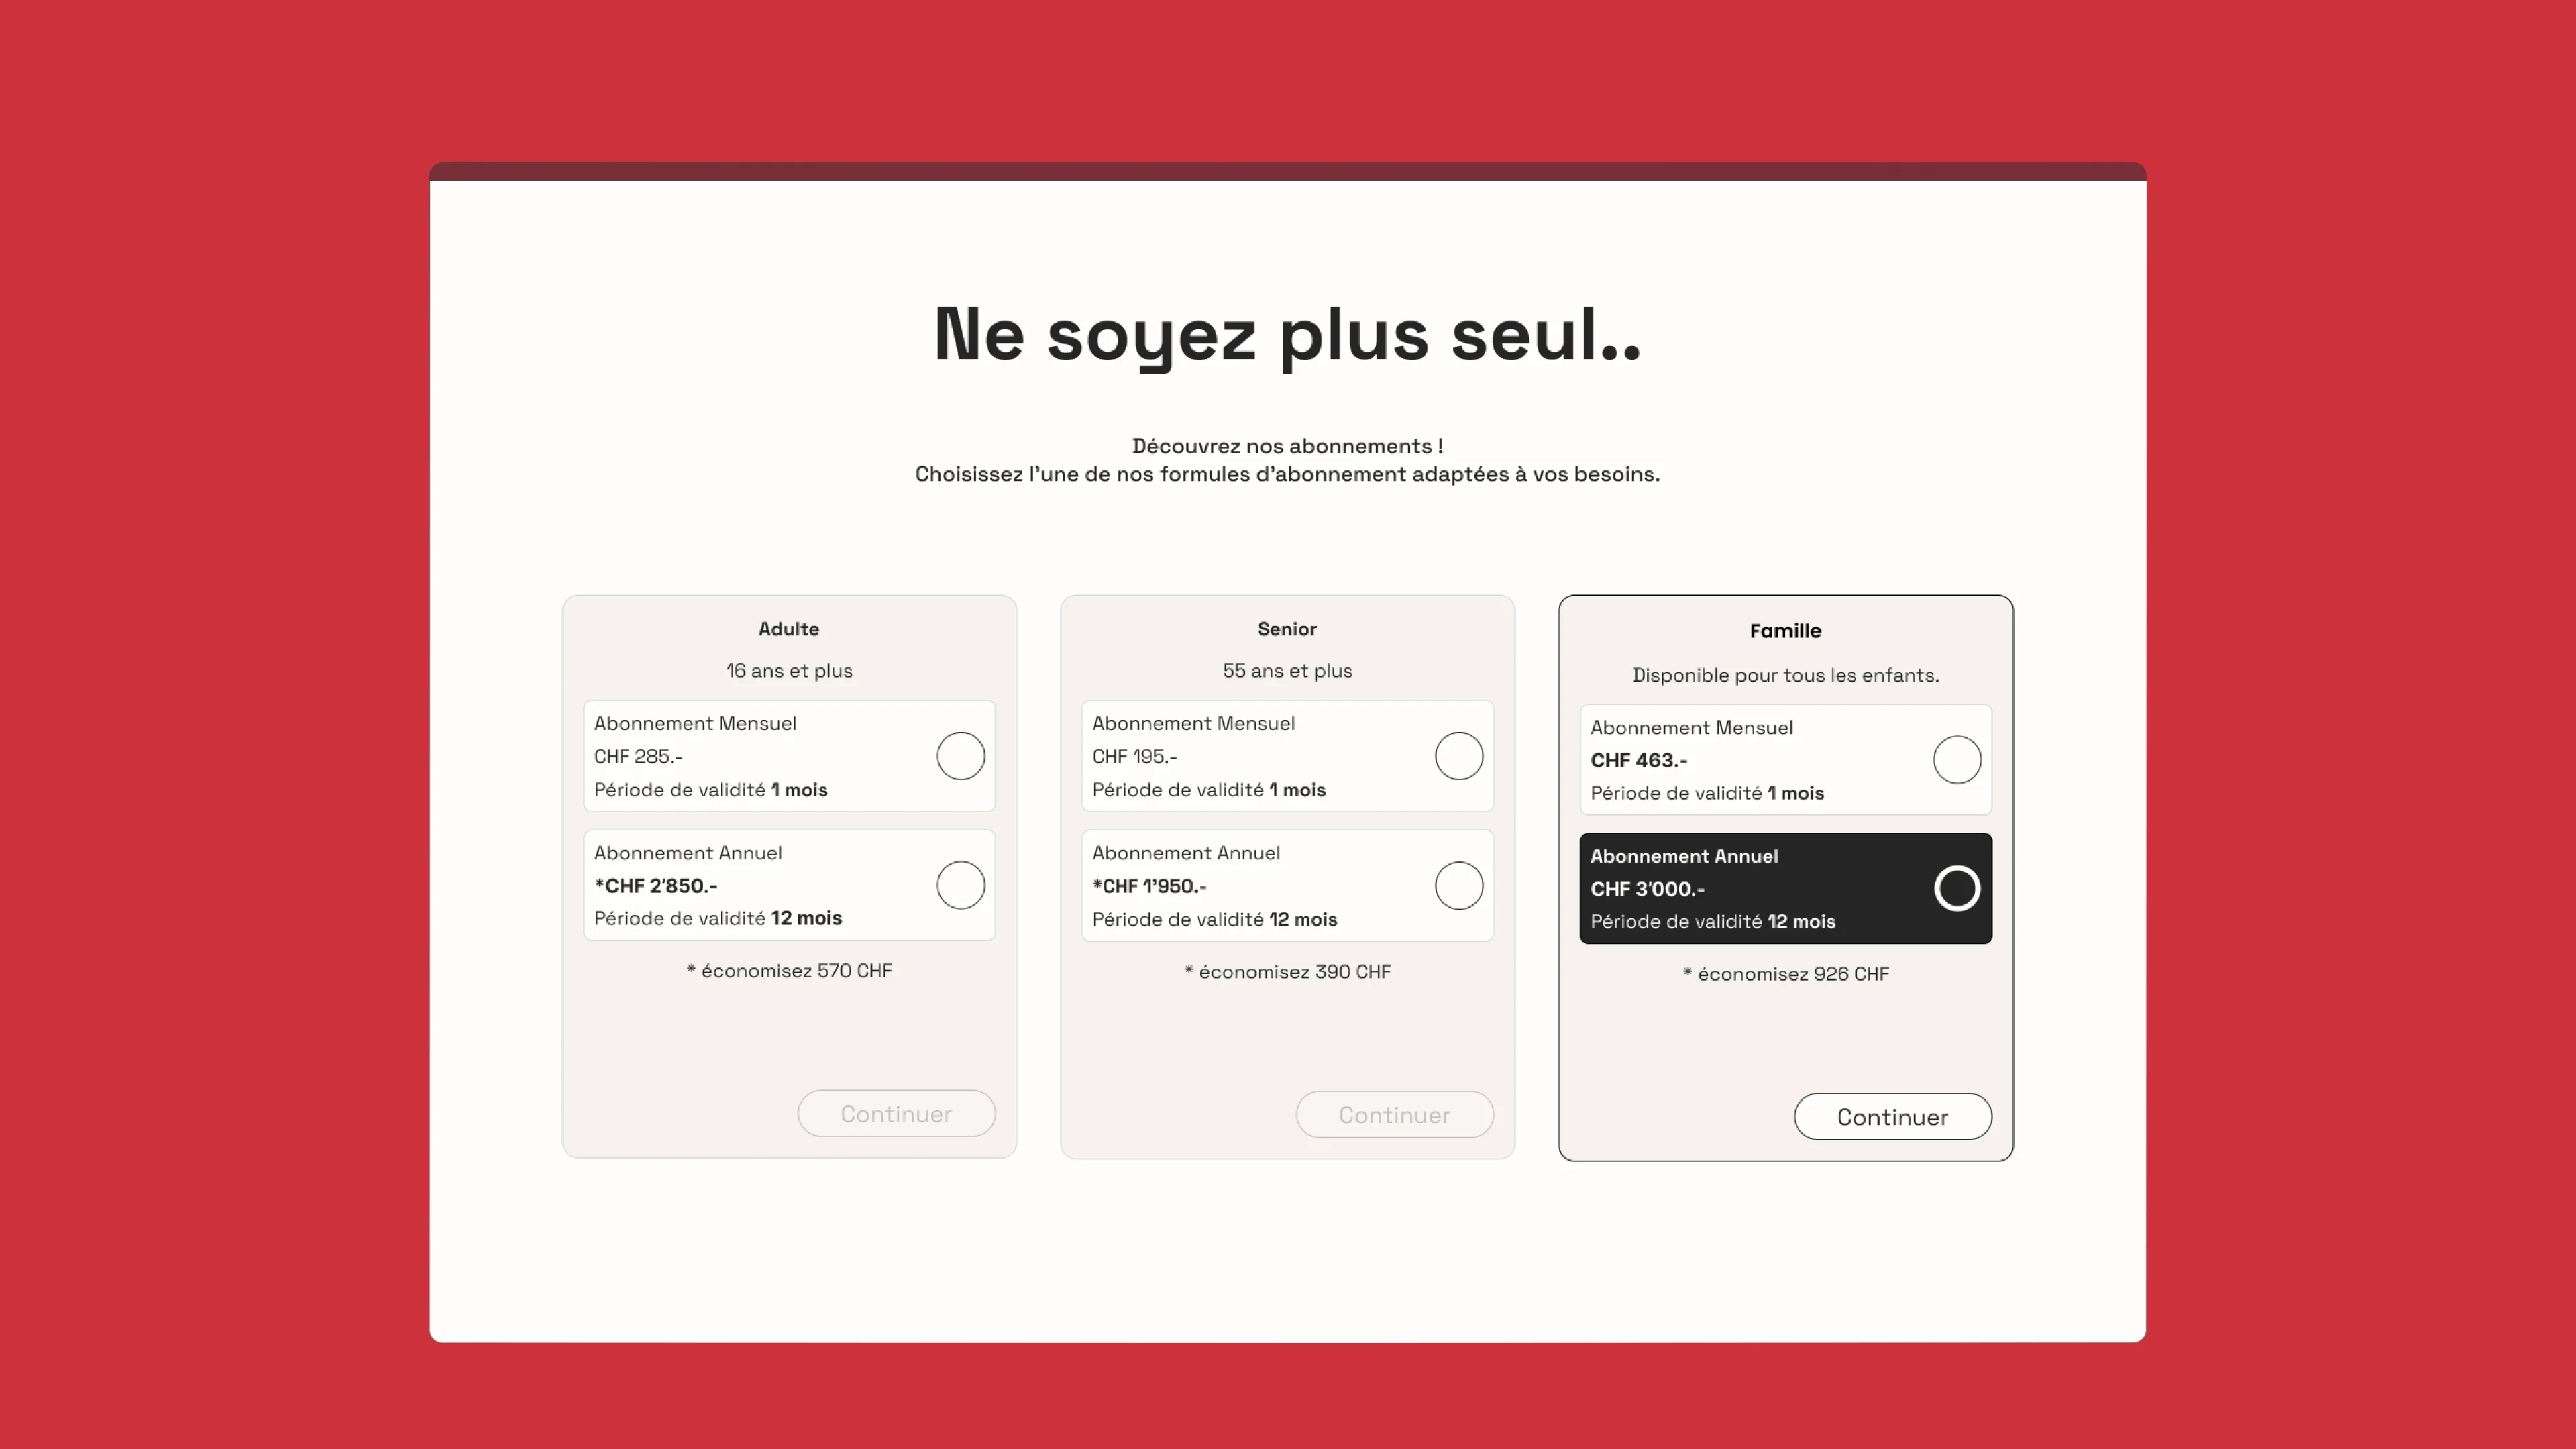 Ne soyez plus seul..
Découvrez nos abonnements !
Choisissez l'une de nos formules d'abonnement adaptées à vos besoins.
Adulte
16 ans et plus
Abonnement Mensuel
CHF 285.-
Période de validité 1 mois
Abonnement Annuel
*CHF 2'850.-
Période de validité 12 mois
* économisez 570 CHF
Continuer
Senior
55 ans et plus
Abonnement Mensuel
CHF 195.-
Période de validité 1 mois
Abonnement Annuel
*CHF 1'950.-
Période de validité 12 mois
* économisez 390 CHF
Continuer
Famille
Disponible pour tous les enfants.
Abonnement Mensuel
CHF 463.-
Période de validité 1 mois
Abonnement Annuel
CHF 3'000.-
Période de validité 12 mois
* économisez 926 CHF
Continuer